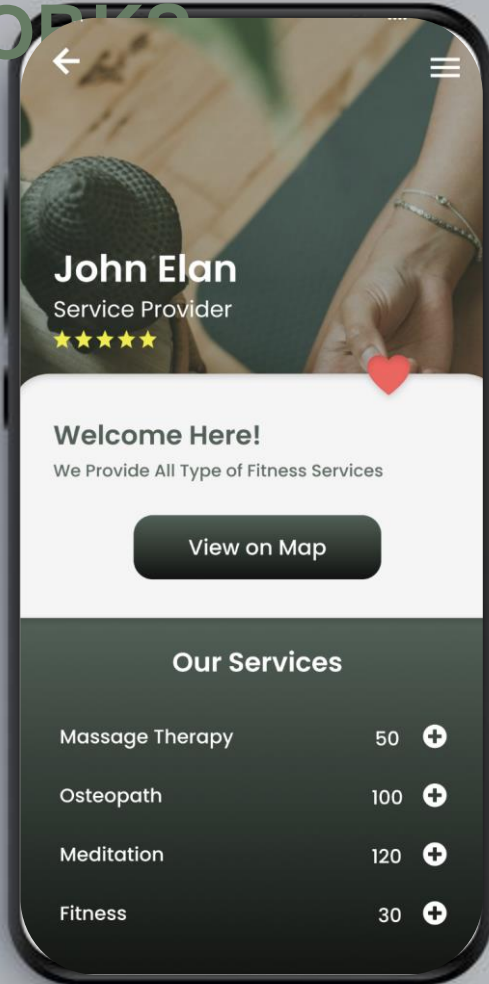 ORKS
John Elan
Service Provider
Welcome Here!
We Provide All Type of Fitness Services
View on Map
Our Services
Massage Therapy 50
Osteopath 100
Meditation 120
Fitness 30